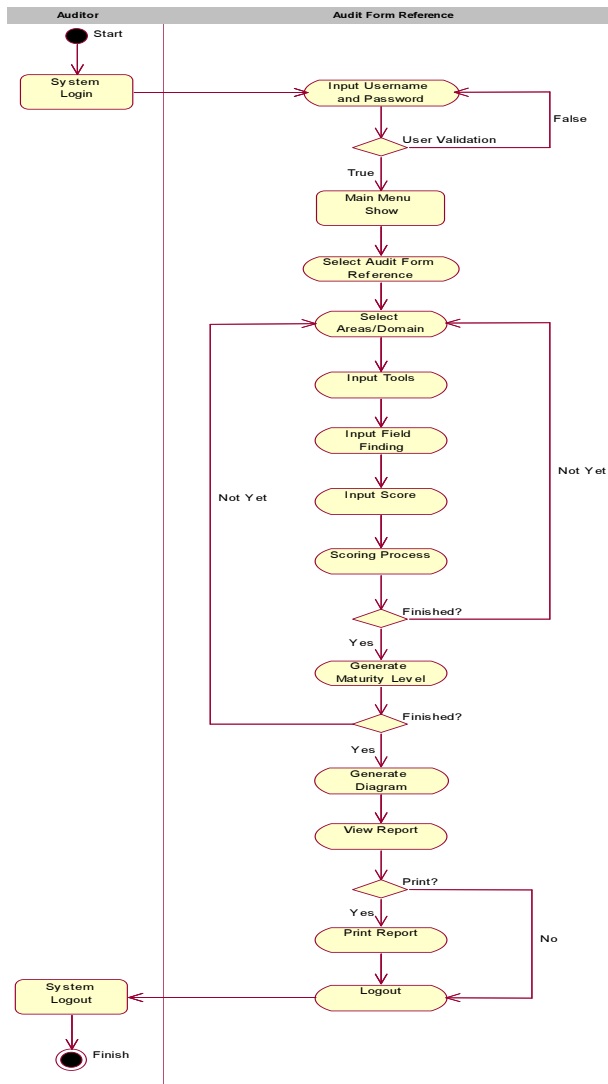 Auditor
Audit Form Reference
Start
System
Login
Input Username
and Password
False
User Validation
True
Main Menu
Show
Select Audit Form
Reference
Select
Areas/Domain
Input Tools
Input Field
Finding
Not Yet
Not Yet
Input Score
Scoring Process
Finished?
Yes
Generate
Maturity Level
Finished?
Yes
Generate
Diagram
View Report
Print?
Yes
Print Report
No
System
Logout
Logout
Finish